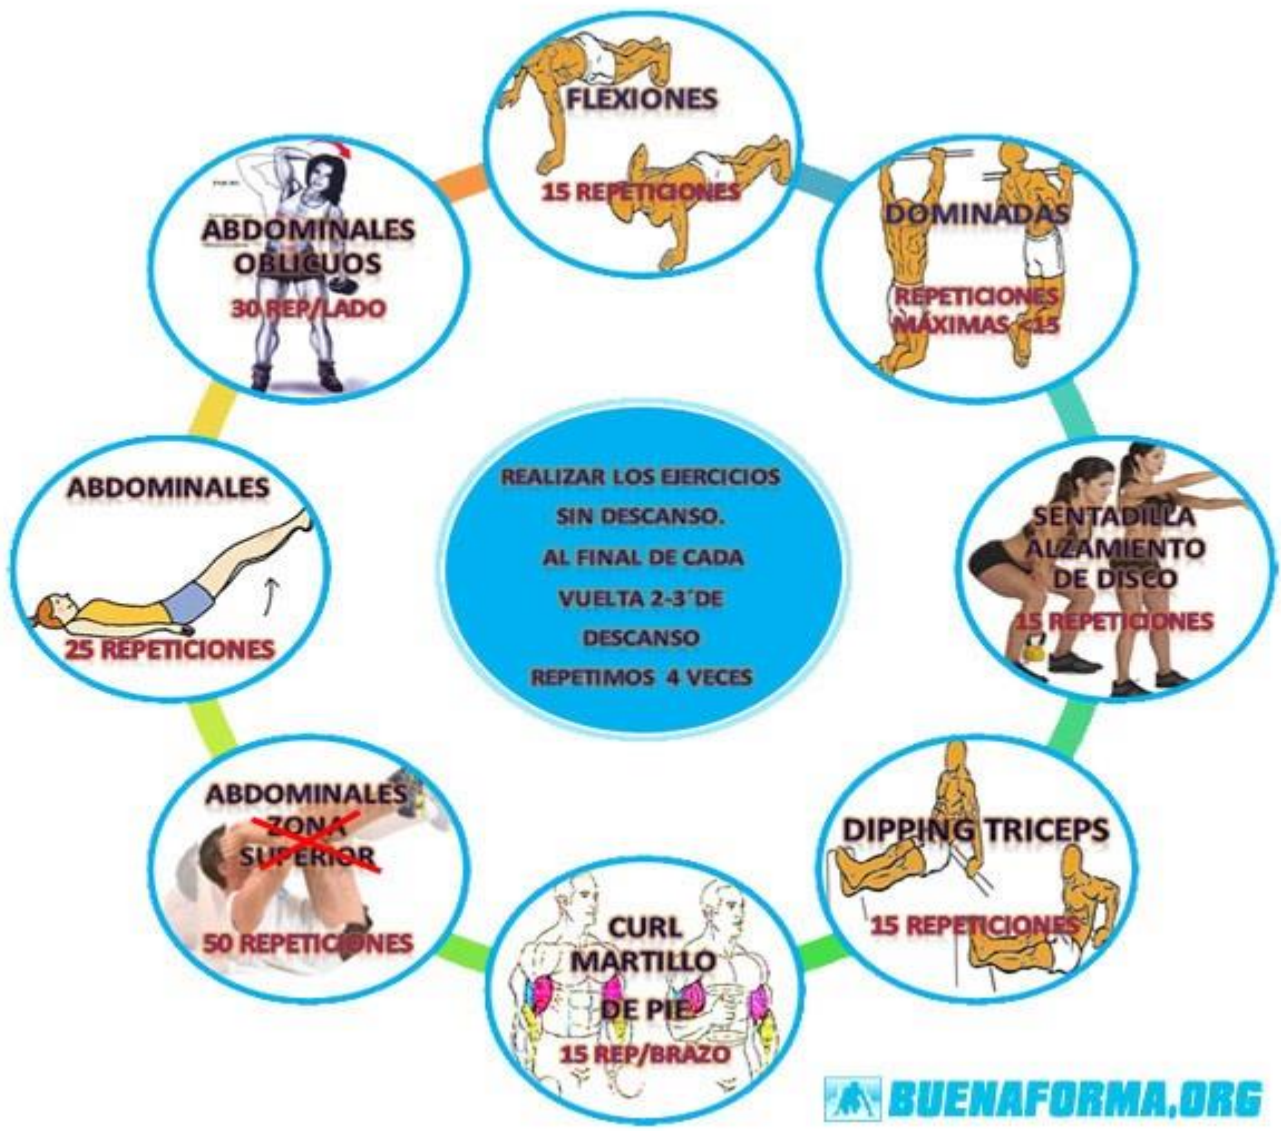 FLEXIONES
15 REPETICIONES
DOMINADAS
REPETICIONES
MÁXIMAS <15
SENTADILLA
ALZAMIENTO
DE DISCO
15 REPETICIONES
DIPPING TRICEPS
15 REPETICIONES
CURL
MARTILLO
DE PIE
15 REP/BRAZO
ABDOMINALES
ZONA
SUPERIOR
50 REPETICIONES
ABDOMINALES
25 REPETICIONES
ABDOMINALES
OBLICUOS
30 REP/LADO
REALIZAR LOS EJERCICIOS
SIN DESCANSO.
AL FINAL DE CADA
VUELTA 2-3´DE
DESCANSO
REPETIMOS 4 VECES
BUENAFORMA.ORG